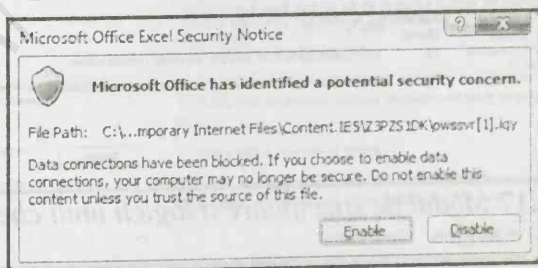 Microsoft Office Excel Security Notice
?
Microsoft Office has identified a potential security concern.
File Path: C:\...mporary Internet Files\Content.IE5\Z3PZS1DK\owssvr[1].iqy
Data connections have been blocked. If you choose to enable data
connections, your computer may no longer be secure. Do not enable this
content unless you trust the source of this file.
Enable
Disable